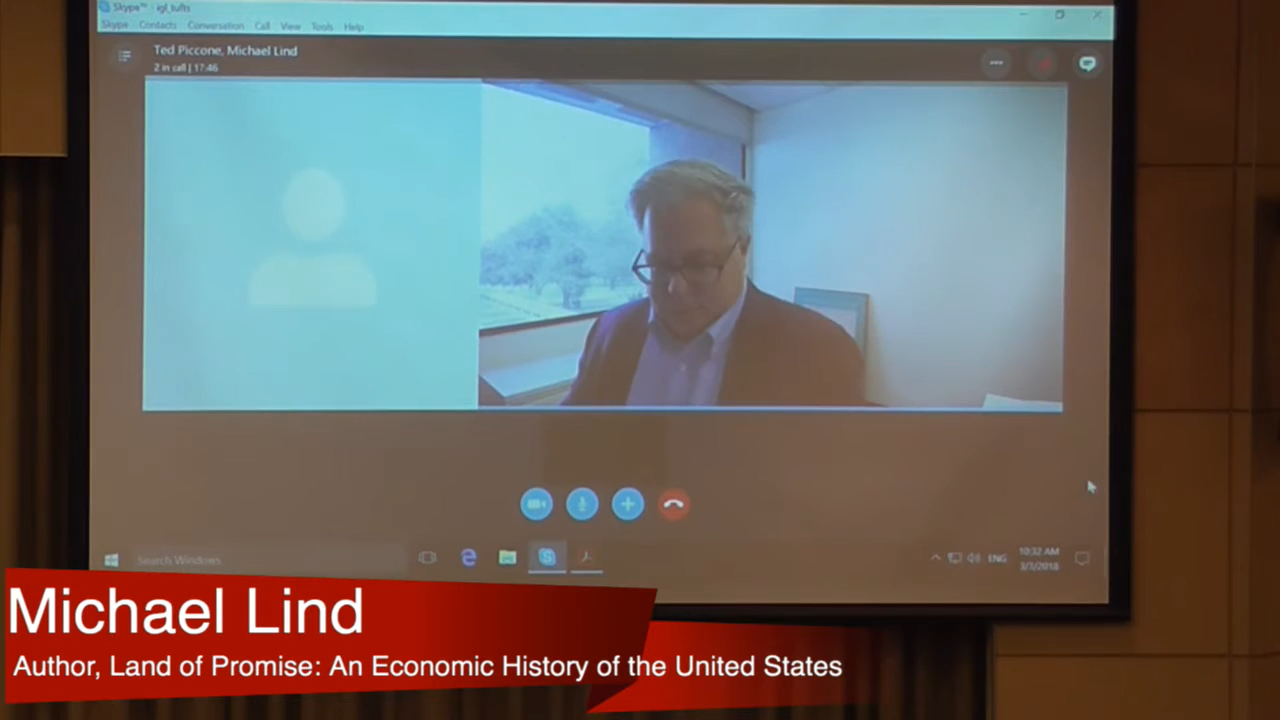 Skype™ - igl_tufts
Skype Contacts Conversation Call View Tools Help
Ted Piccone, Michael Lind
2 in call | 17:46
Search Windows
ENG
10:32 AM
3/3/2018
Michael Lind
Author, Land of Promise: An Economic History of the United States